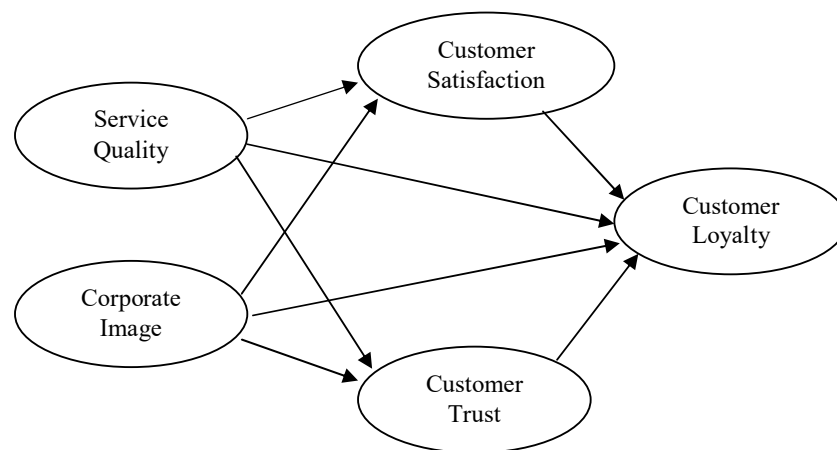 Customer
Satisfaction
Service
Quality
Customer
Loyalty
Corporate
Image
Customer
Trust